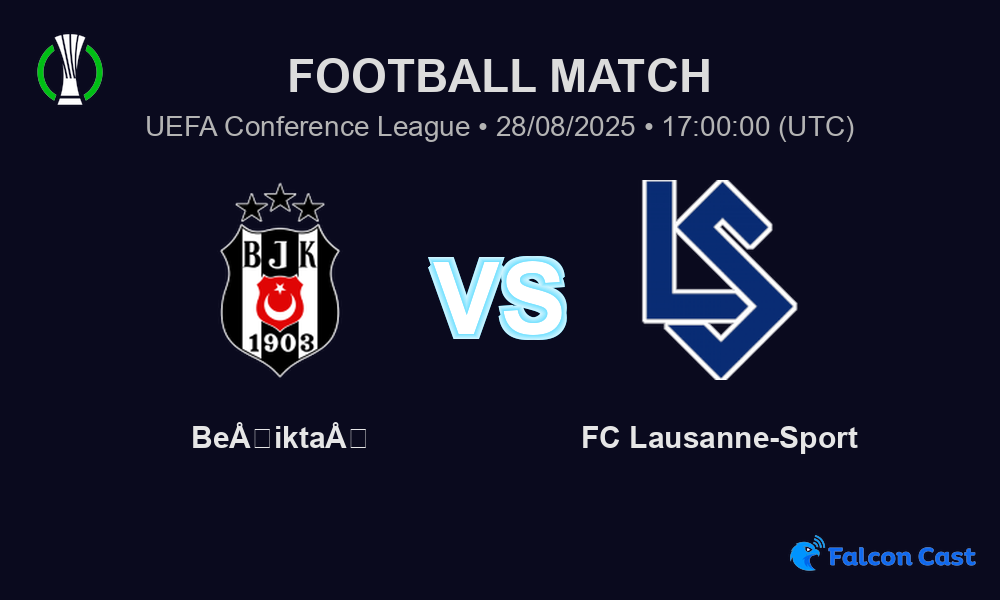 FOOTBALL MATCH
UEFA Conference League • 28/08/2025 • 17:00:00 (UTC)
BJK
1903
LS
VS
BeÅ�iktaÅ�
FC Lausanne-Sport
Falcon Cast